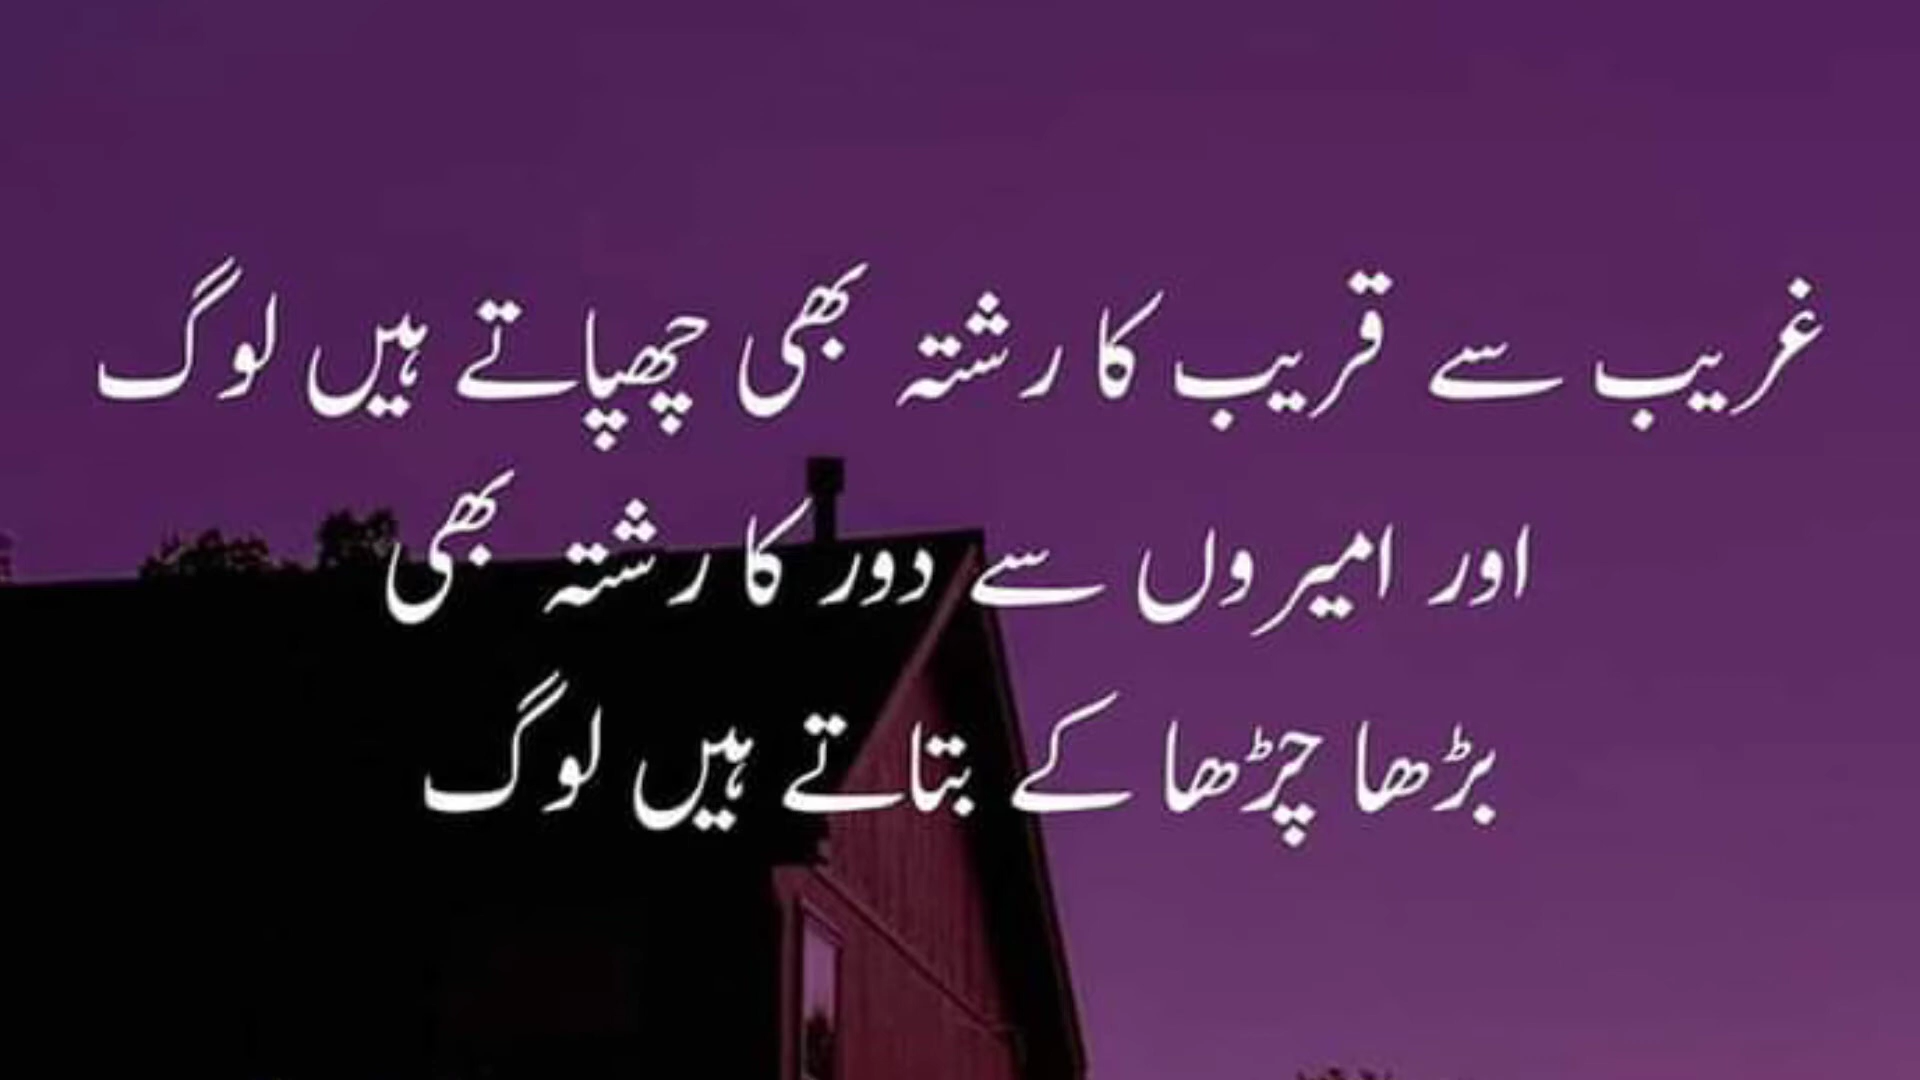 غریب سے قریب کا رشتہ بھی چھپاتے ہیں لوگ
اور امیروں سے دور کا رشتہ بھی
بڑھا چڑھا کے بتاتے ہیں لوگ